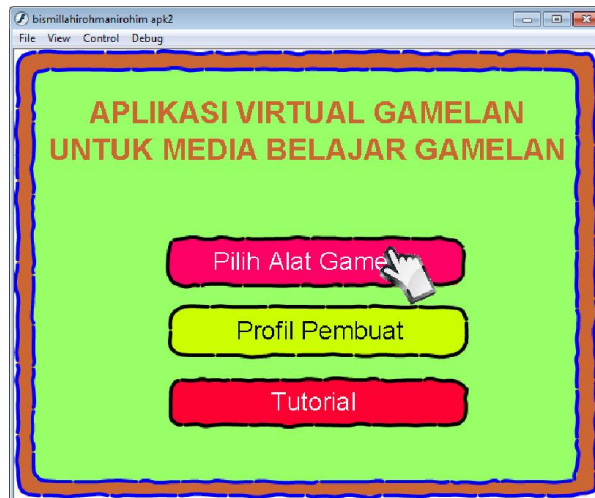 bismillahirohmanirohim apk2
File View Control Debug
APLIKASI VIRTUAL GAMELAN
UNTUK MEDIA BELAJAR GAMELAN
Pilih Alat Game
Profil Pembuat
Tutorial